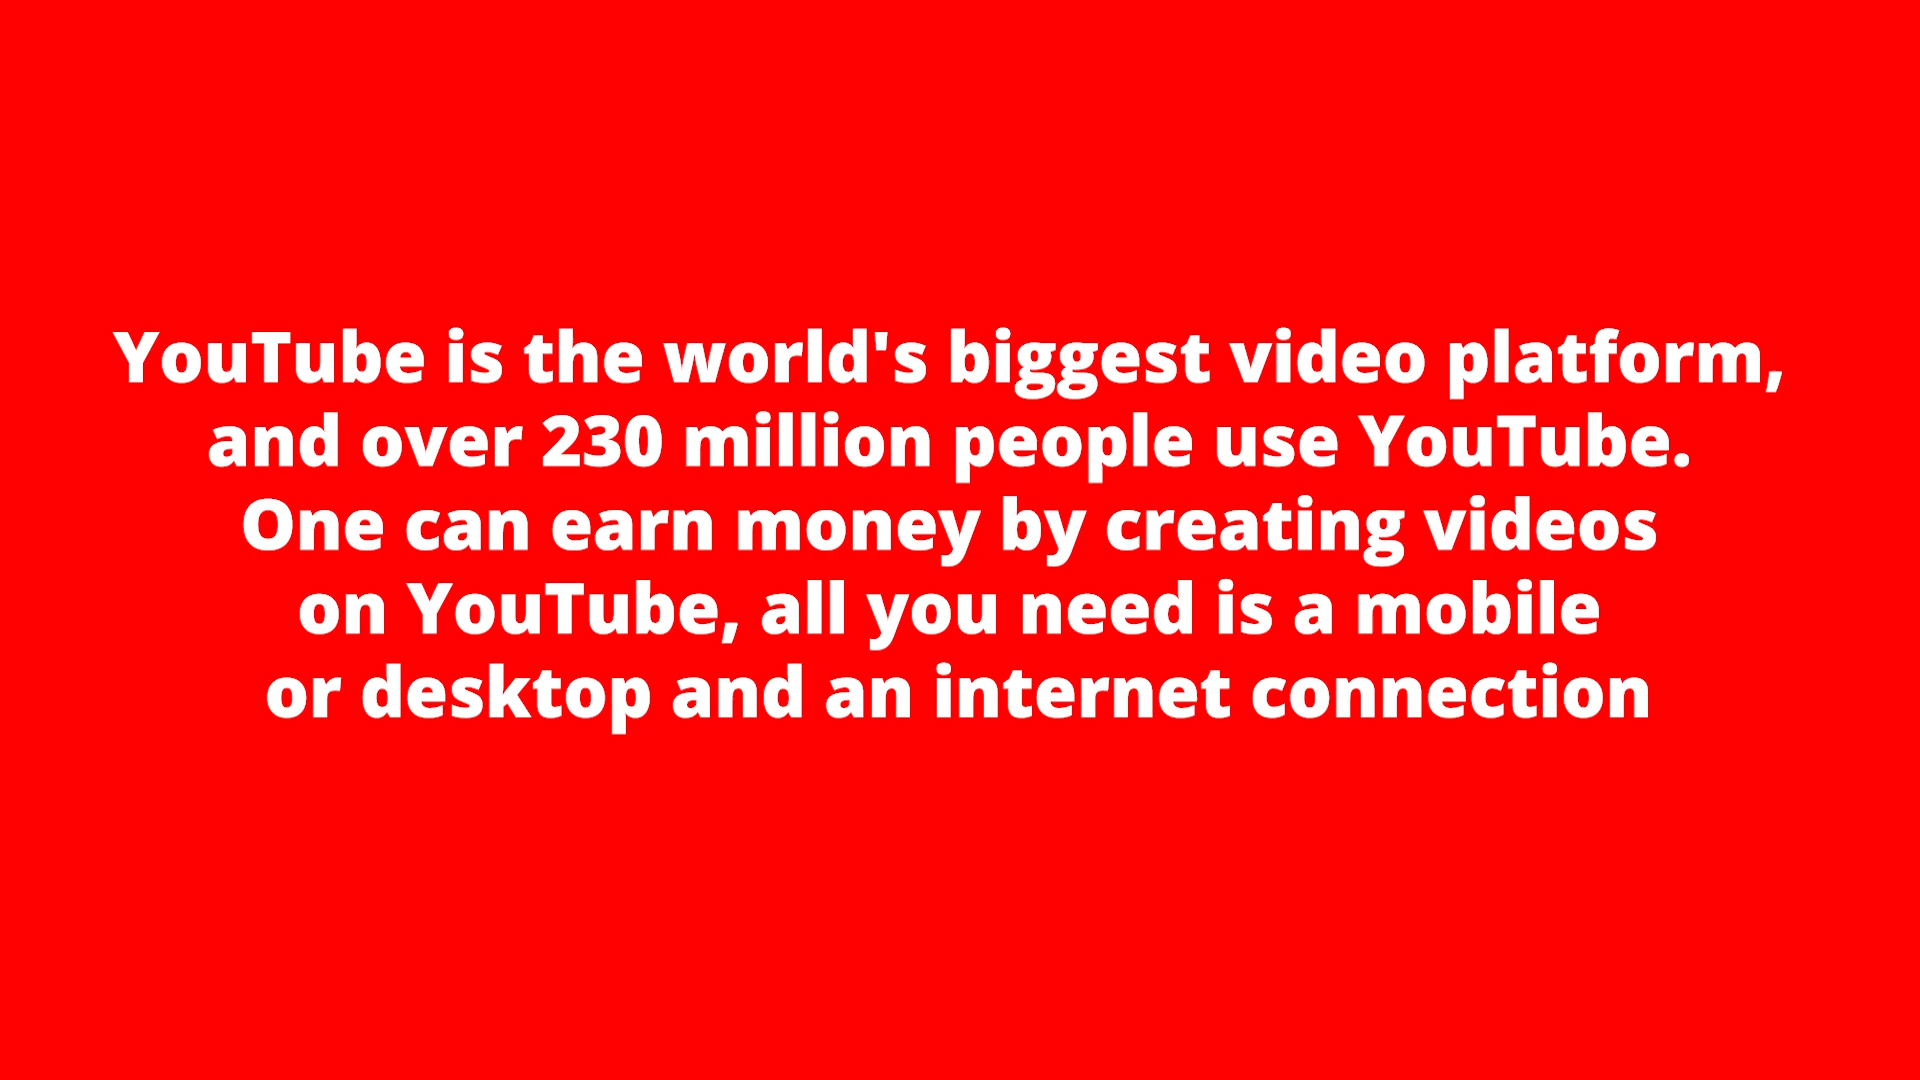 YouTube is the world's biggest video platform,
and over 230 million people use YouTube.
One can earn money by creating videos
on YouTube, all you need is a mobile
or desktop and an internet connection